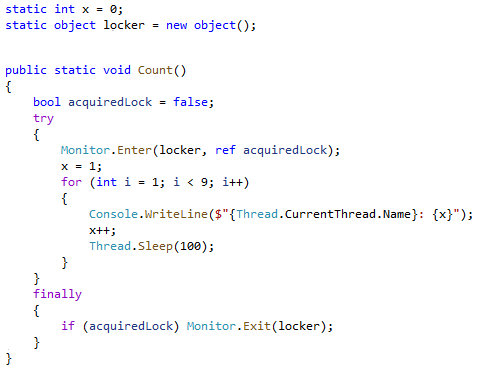 static int x = 0;
static object locker = new object();
public static void Count()
{
    bool acquiredLock = false;
    try
    {
        Monitor.Enter(locker, ref acquiredLock);
        x = 1;
        for (int i = 1; i < 9; i++)
        {
            Console.WriteLine($"{Thread.CurrentThread.Name}: {x}");
            x++;
            Thread.Sleep(100);
        }
    }
    finally
    {
        if (acquiredLock) Monitor.Exit(locker);
    }
}